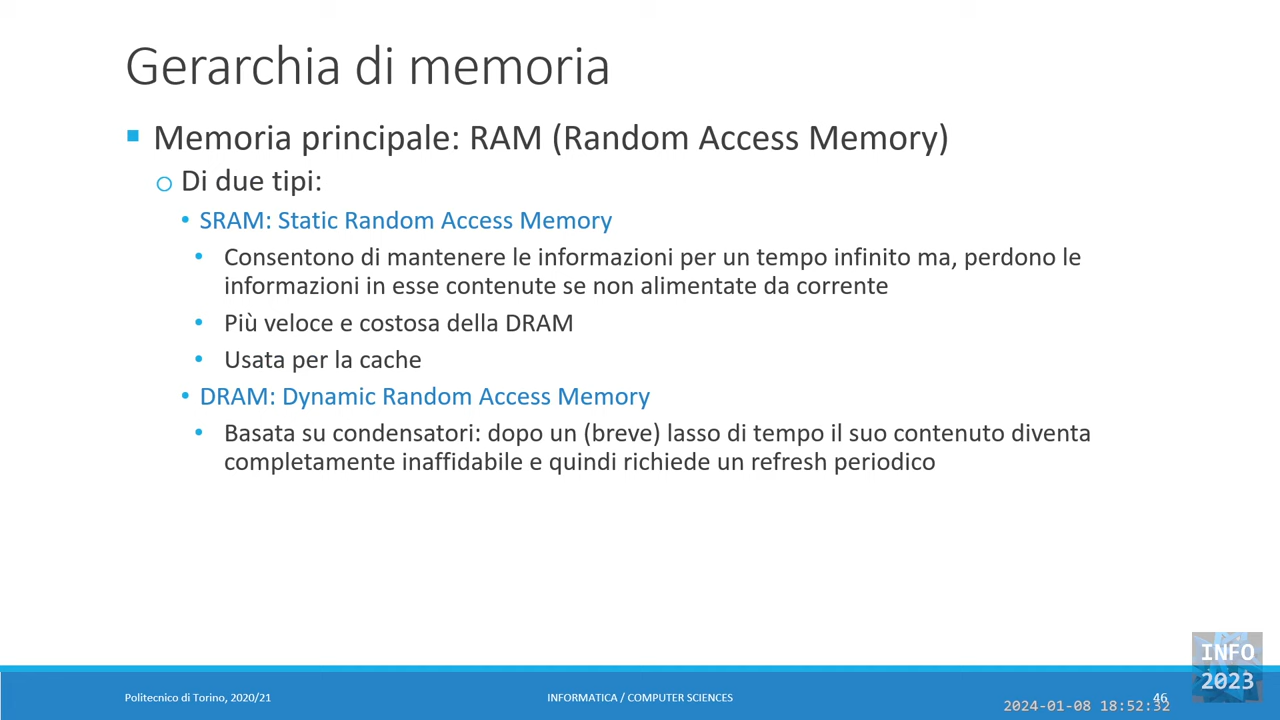 Gerarchia di memoria
Memoria principale: RAM (Random Access Memory)
Di due tipi:
SRAM: Static Random Access Memory
Consentono di mantenere le informazioni per un tempo infinito ma, perdono le
informazioni in esse contenute se non alimentate da corrente
Più veloce e costosa della DRAM
Usata per la cache
DRAM: Dynamic Random Access Memory
Basata su condensatori: dopo un (breve) lasso di tempo il suo contenuto diventa
completamente inaffidabile e quindi richiede un refresh periodico
INFO
2023
Politecnico di Torino, 2020/21
INFORMATICA / COMPUTER SCIENCES
46
2024-01-08 18:52:32